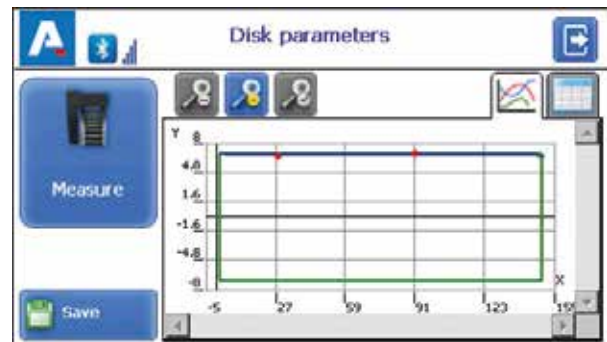 A
Disk parameters
Measure
Save
Y 8
4.8
1.6
-1.6
-4.8
-8
X
-5 27 59 91 123 155